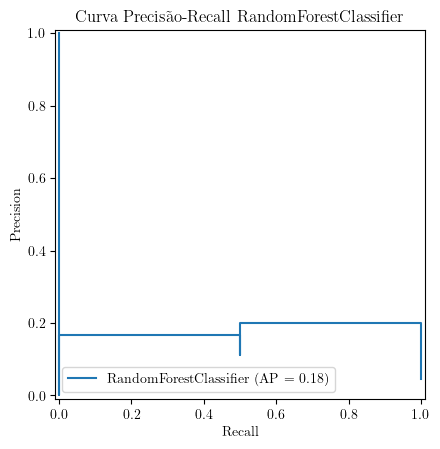 Curva Precisão-Recall RandomForestClassifier
1.0
0.8
0.6
0.4
0.2
0.0
Precision
RandomForestClassifier (AP = 0.18)
0.0 0.2 0.4 0.6 0.8 1.0
Recall